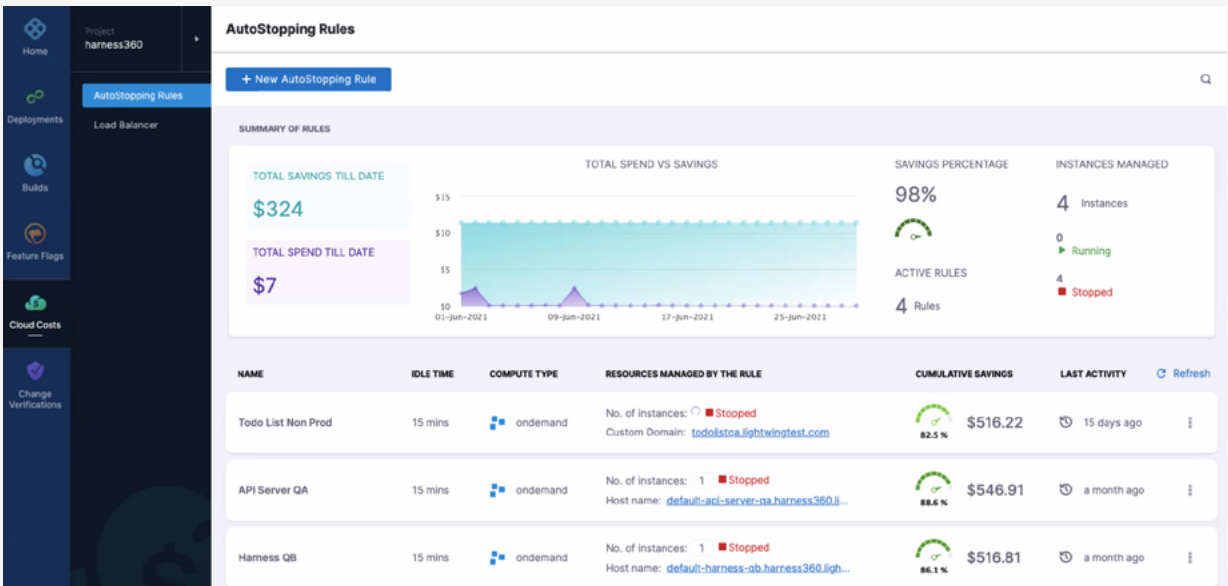 Home
Deployments
Builds
Feature Flags
Cloud Costs
Change
Verifications
Project
harness360
AutoStopping Rules
Load Balancer
AutoStopping Rules
+ New AutoStopping Rule
SUMMARY OF RULES
TOTAL SAVINGS TILL DATE
$324
TOTAL SPEND TILL DATE
$7
TOTAL SPEND VS SAVINGS
$15
$10
$5
$0
01-Jun-2021 09-Jun-2021 17-Jun-2021 25-Jun-2021
SAVINGS PERCENTAGE
98%
ACTIVE RULES
4 Rules
INSTANCES MANAGED
4 Instances
0
Running
4
Stopped
NAME IDLE TIME COMPUTE TYPE RESOURCES MANAGED BY THE RULE CUMULATIVE SAVINGS LAST ACTIVITY Refresh
Todo List Non Prod 15 mins ondemand
No. of instances: Stopped
Custom Domain: todolistqa.lightwingtest.com
82.5 % $516.22 15 days ago
API Server QA 15 mins ondemand
No. of instances: 1 Stopped
Host name: default-api-server-qa.harness360.li...
88.6 % $546.91 a month ago
Harness QB 15 mins ondemand
No. of instances: 1 Stopped
Host name: default-harness-qb.harness360.ligh...
86.1 % $516.81 a month ago